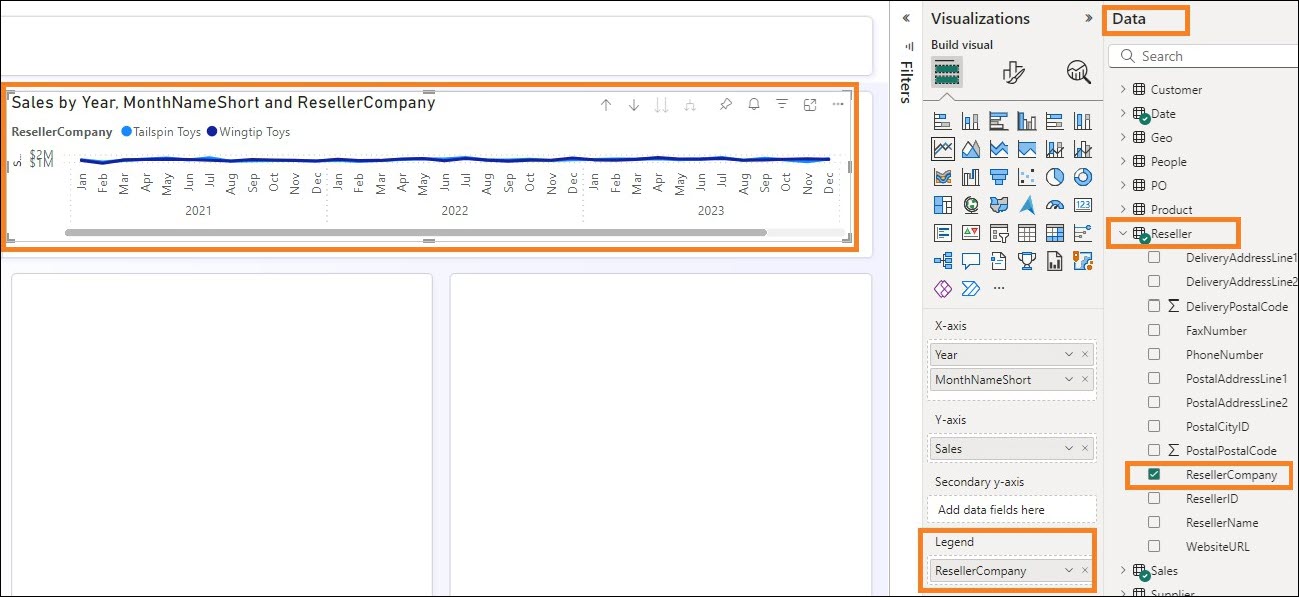 Sales by Year, MonthNameShort and ResellerCompany
ResellerCompany Tailspin Toys Wingtip Toys
S.
$2M
$1M
Jan Feb Mar Apr May Jun Jul Aug Sep Oct Nov Dec Jan Feb Mar Apr May Jun Jul Aug Sep Oct Nov Dec Jan Feb Mar Apr May Jun Jul Aug Sep Oct Nov Dec
2021 2022 2023
Filters
Visualizations
Build visual
123
X-axis
Year
MonthNameShort
Y-axis
Sales
Secondary y-axis
Add data fields here
Legend
ResellerCompany
Data
Search
Customer
Date
Geo
People
PO
Product
Reseller
DeliveryAddressLine1
DeliveryAddressLine2
DeliveryPostalCode
FaxNumber
PhoneNumber
PostalAddressLine1
PostalAddressLine2
PostalCityID
PostalPostalCode
ResellerCompany
ResellerID
ResellerName
WebsiteURL
Sales
Supplier